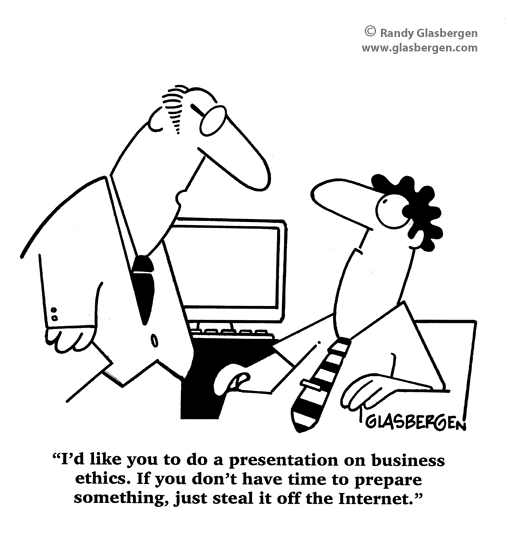 © Randy Glasbergen
www.glasbergen.com
GLASBERGEN
“I’d like you to do a presentation on business
ethics. If you don’t have time to prepare
something, just steal it off the Internet.”